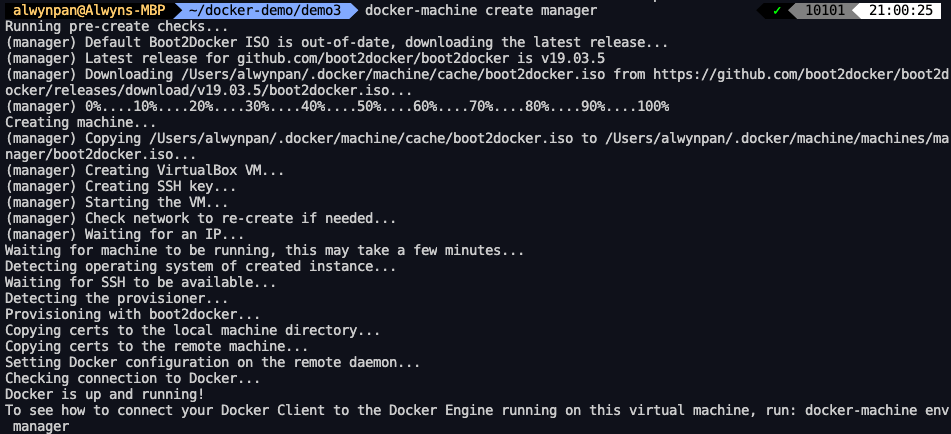 alwynpan@Alwyns-MBP ~/docker-demo/demo3 docker-machine create manager ✓ 10101 21:00:25
Running pre-create checks...
(manager) Default Boot2Docker ISO is out-of-date, downloading the latest release...
(manager) Latest release for github.com/boot2docker/boot2docker is v19.03.5
(manager) Downloading /Users/alwynpan/.docker/machine/cache/boot2docker.iso from https://github.com/boot2docker/boot2d
ocker/releases/download/v19.03.5/boot2docker.iso...
(manager) 0%....10%....20%....30%....40%....50%....60%....70%....80%....90%....100%
Creating machine...
(manager) Copying /Users/alwynpan/.docker/machine/cache/boot2docker.iso to /Users/alwynpan/.docker/machine/machines/ma
nager/boot2docker.iso...
(manager) Creating VirtualBox VM...
(manager) Creating SSH key...
(manager) Starting the VM...
(manager) Check network to re-create if needed...
(manager) Waiting for an IP...
Waiting for machine to be running, this may take a few minutes...
Detecting operating system of created instance...
Waiting for SSH to be available...
Detecting the provisioner...
Provisioning with boot2docker...
Copying certs to the local machine directory...
Copying certs to the remote machine...
Setting Docker configuration on the remote daemon...
Checking connection to Docker...
Docker is up and running!
To see how to connect your Docker Client to the Docker Engine running on this virtual machine, run: docker-machine env
manager